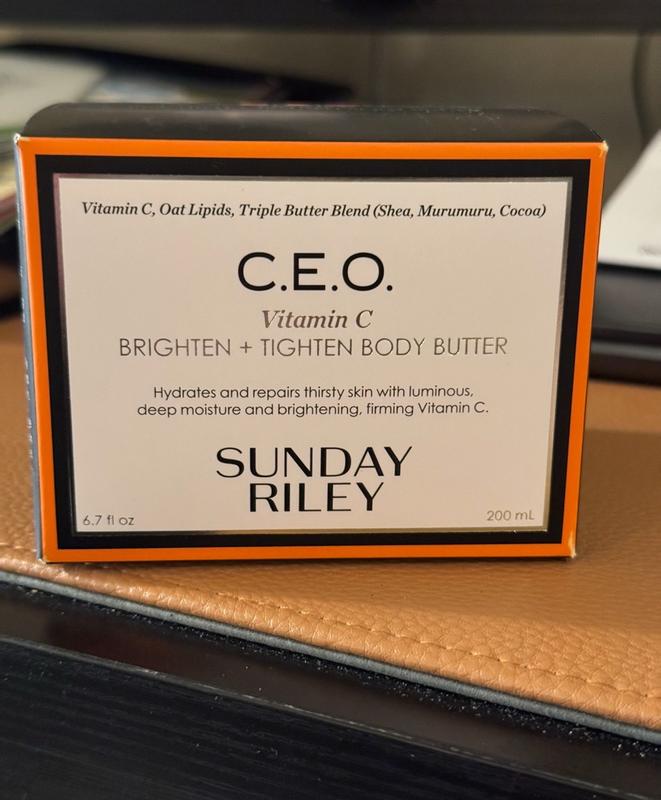 Vitamin C, Oat Lipids, Triple Butter Blend (Shea, Murumuru, Cocoa)
C.E.O.
Vitamin C
BRIGHTEN + TIGHTEN BODY BUTTER
Hydrates and repairs thirsty skin with luminous,
deep moisture and brightening, firming Vitamin C.
SUNDAY
RILEY
6.7 fl oz
200 mL